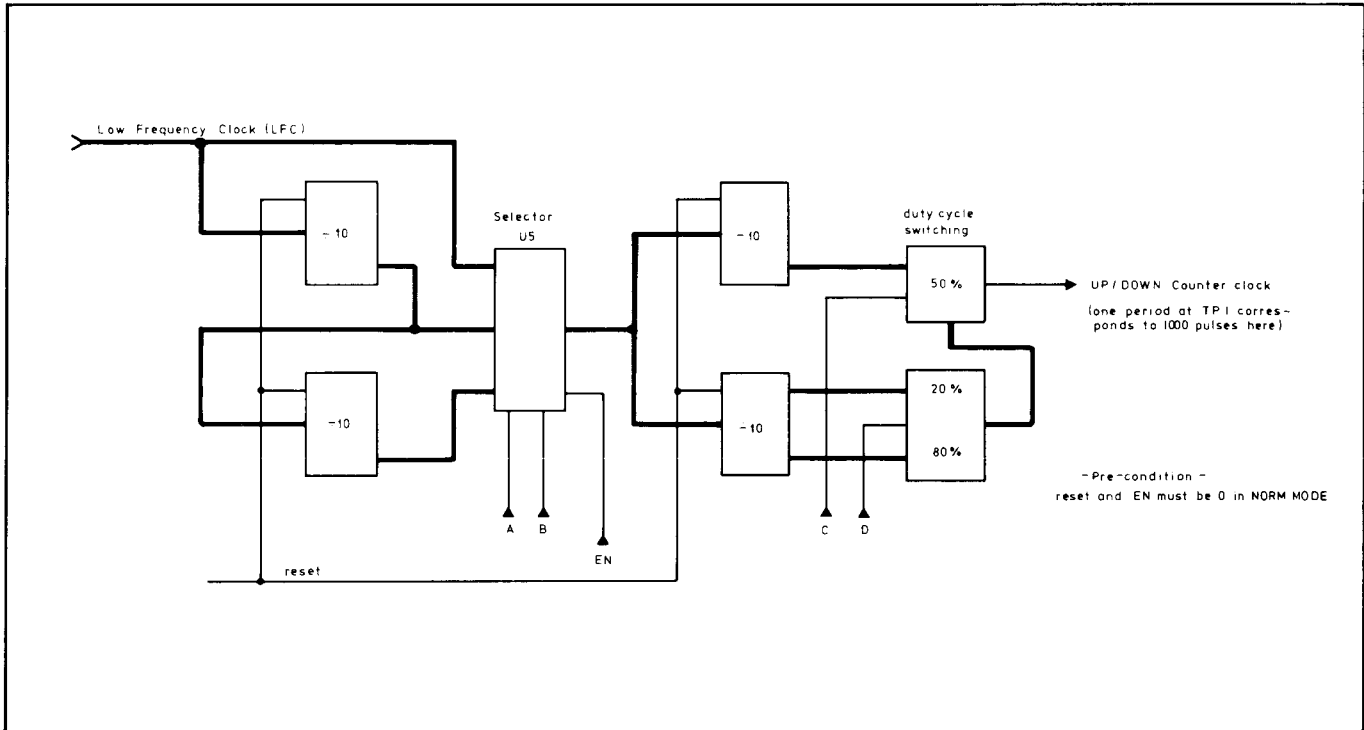 Low Frequency Clock (LFC)
-10
Selector
U5
-10
duty cycle
switching
50%
UP/DOWN Counter clock
(one period at TP1 corres-
ponds to 1000 pulses here)
-10
-10
20%
80%
-Pre-condition-
reset and EN must be 0 in NORM MODE
A
B
EN
C
D
reset